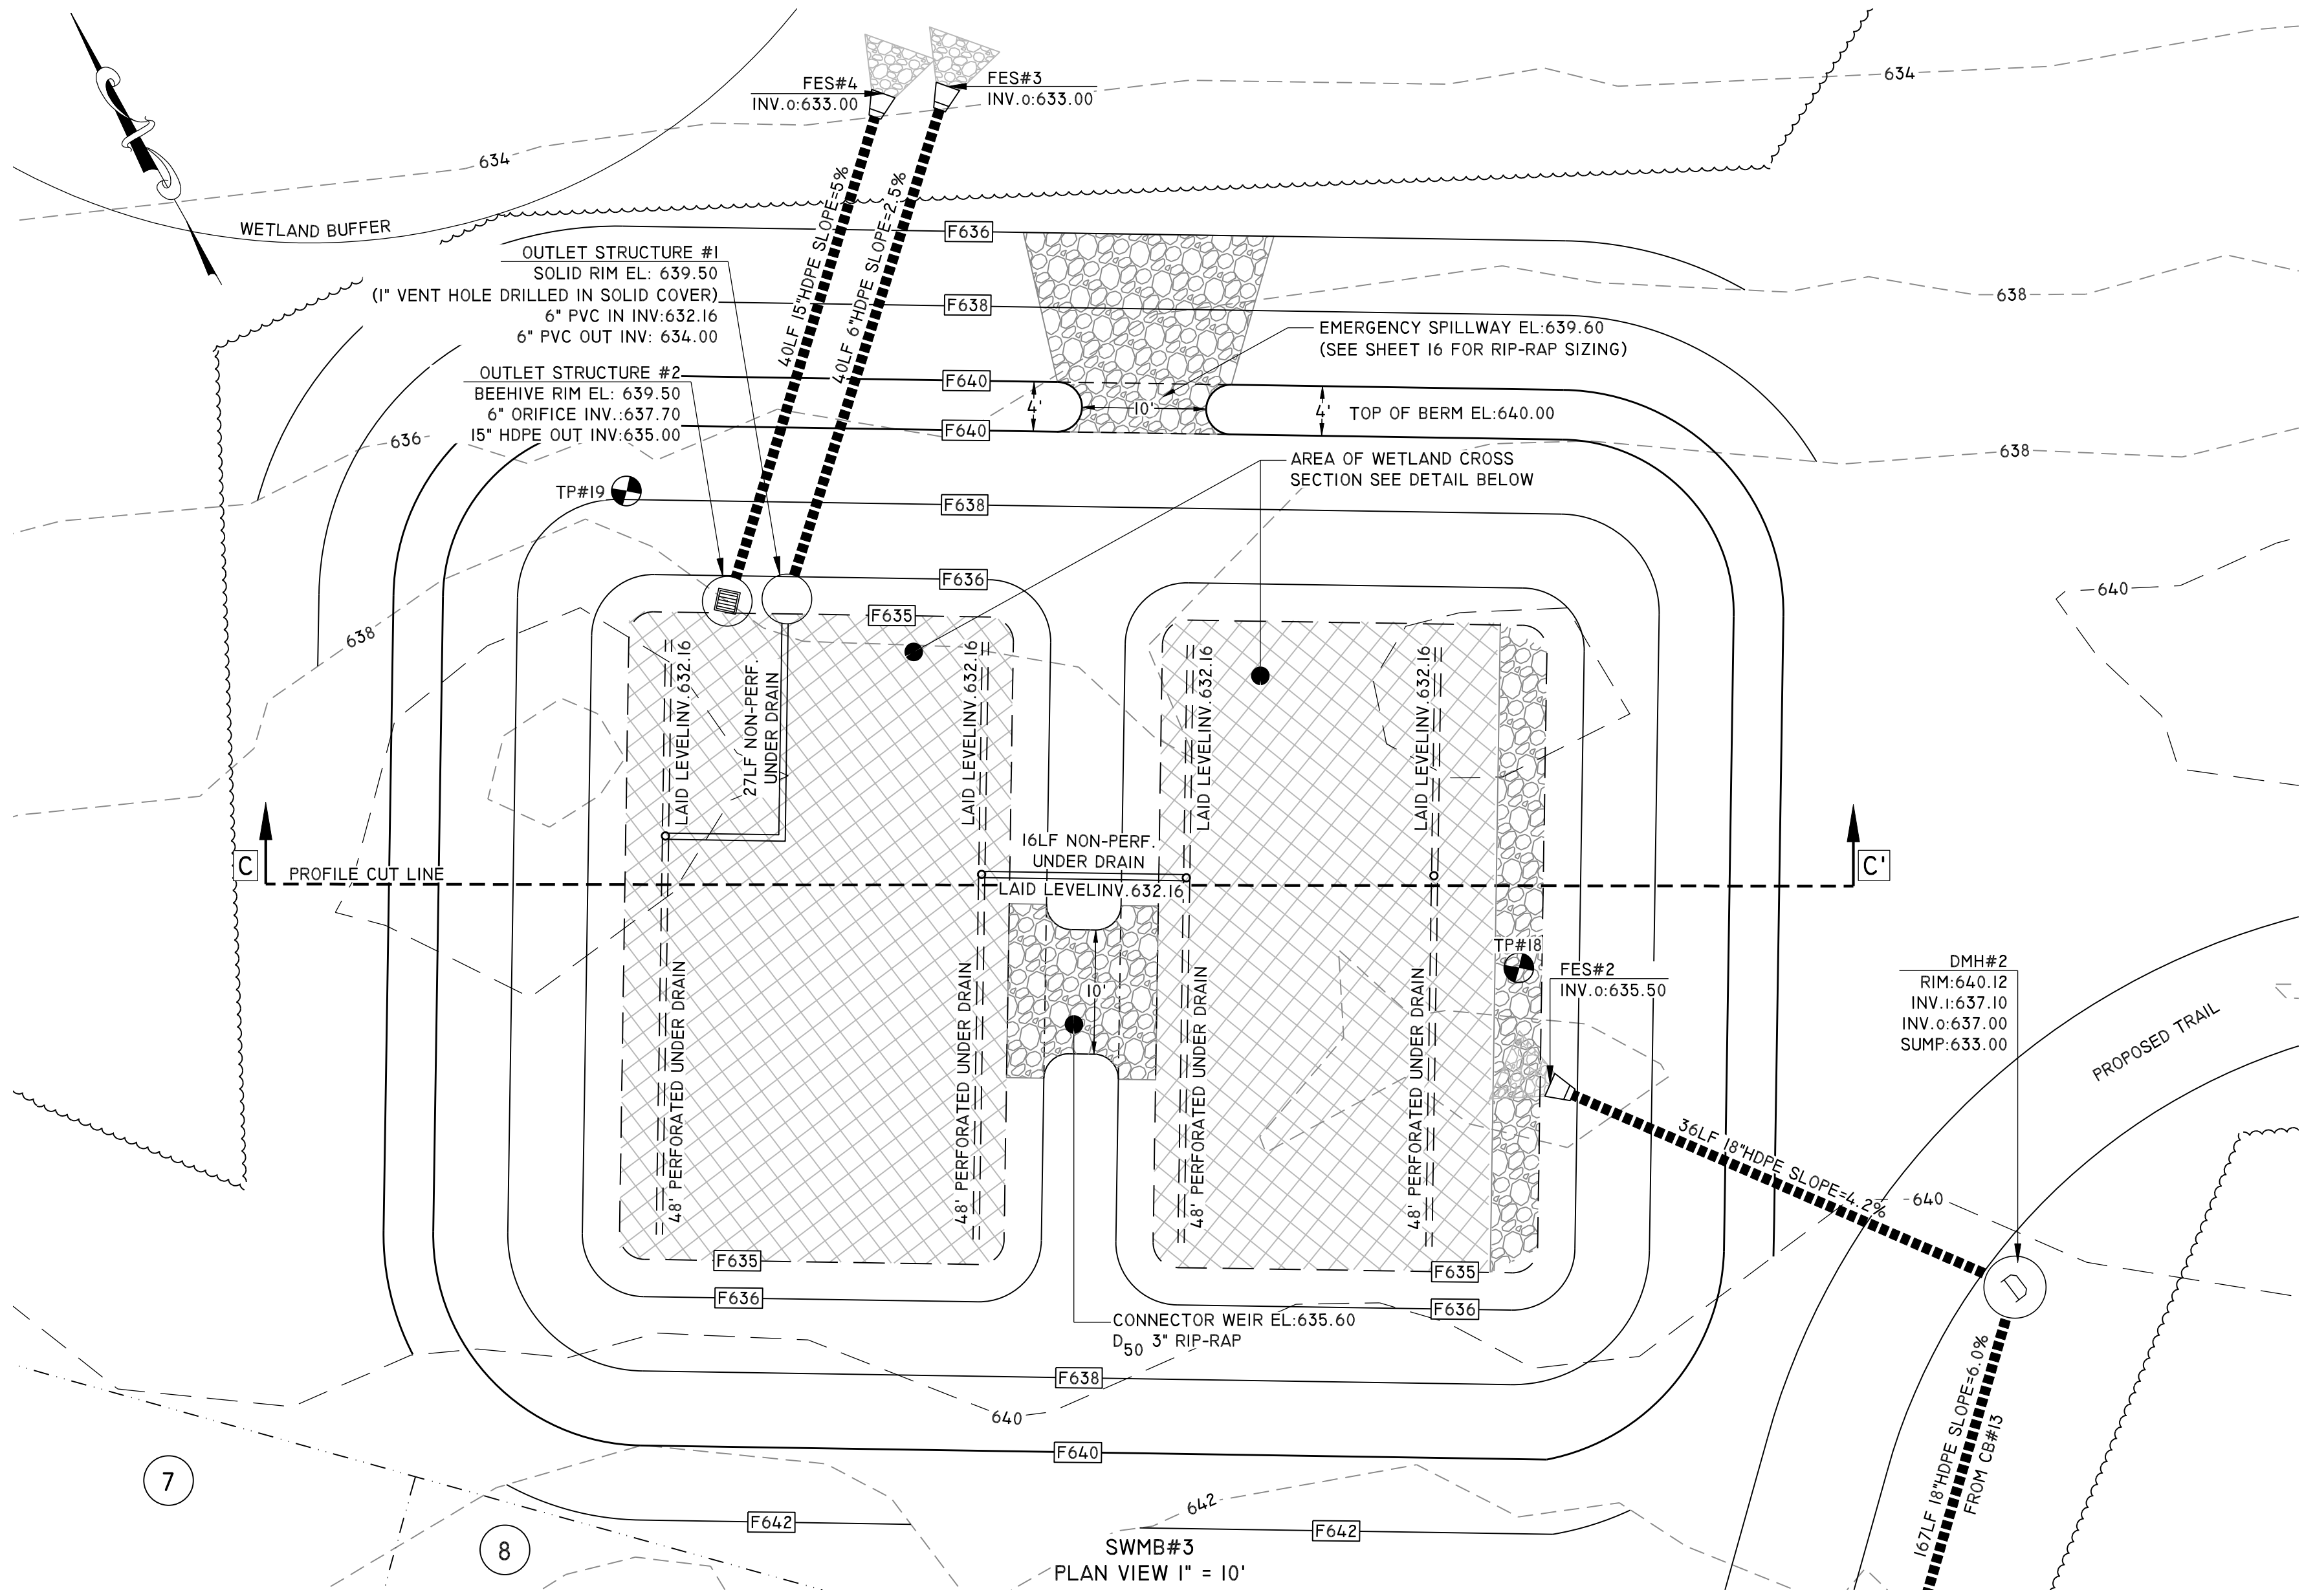 FES#4
INV.o:633.00
FES#3
INV.o:633.00
634
634
WETLAND BUFFER
40LF 15"HDPE SLOPE=5%
40LF 6"HDPE SLOPE=2.5%
F636
OUTLET STRUCTURE #1
SOLID RIM EL: 639.50
(1" VENT HOLE DRILLED IN SOLID COVER)
6" PVC IN INV:632.16
6" PVC OUT INV: 634.00
F638
638
EMERGENCY SPILLWAY EL:639.60
(SEE SHEET 16 FOR RIP-RAP SIZING)
OUTLET STRUCTURE #2
BEEHIVE RIM EL: 639.50
6" ORIFICE INV.:637.70
15" HDPE OUT INV:635.00
F640
4'
10'
4'
TOP OF BERM EL:640.00
F640
636
638
AREA OF WETLAND CROSS
SECTION SEE DETAIL BELOW
TP#19
F638
F636
F635
640
638
LAID LEVELINV.632.16
27LF NON-PERF.
UNDER DRAIN
LAID LEVELINV.632.16
LAID LEVELINV.632.16
LAID LEVELINV.632.16
16LF NON-PERF.
UNDER DRAIN
LAID LEVELINV.632.16
C
PROFILE CUT LINE
C'
48' PERFORATED UNDER DRAIN
48' PERFORATED UNDER DRAIN
10'
48' PERFORATED UNDER DRAIN
48' PERFORATED UNDER DRAIN
TP#18
FES#2
INV.o:635.50
DMH#2
RIM:640.12
INV.I:637.10
INV.o:637.00
SUMP:633.00
PROPOSED TRAIL
36LF 18"HDPE SLOPE=4.2%
640
D
F635
F635
F636
F636
CONNECTOR WEIR EL:635.60
D50 3" RIP-RAP
F638
640
F640
167LF 18"HDPE SLOPE=6.0%
FROM CB#13
7
8
F642
642
F642
SWMB#3
PLAN VIEW 1" = 10'